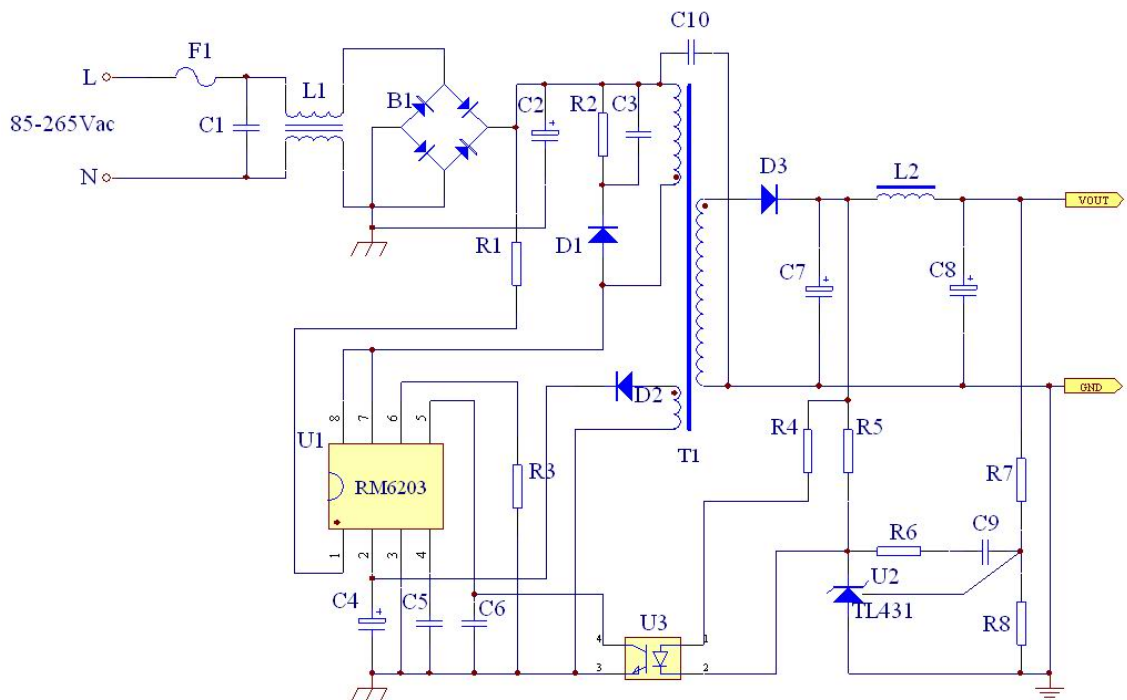 C10
F1
L
L1
B1
C2
R2
C3
85-265Vac
C1
N
D3
L2
VOUT
R1
D1
C7
C8
D2
GND
8
7
6
5
U1
R3
T1
R4
R5
RM6203
R7
1
2
3
4
R6
C9
U2
TL431
C4
C5
C6
U3
R8
4
1
3
2